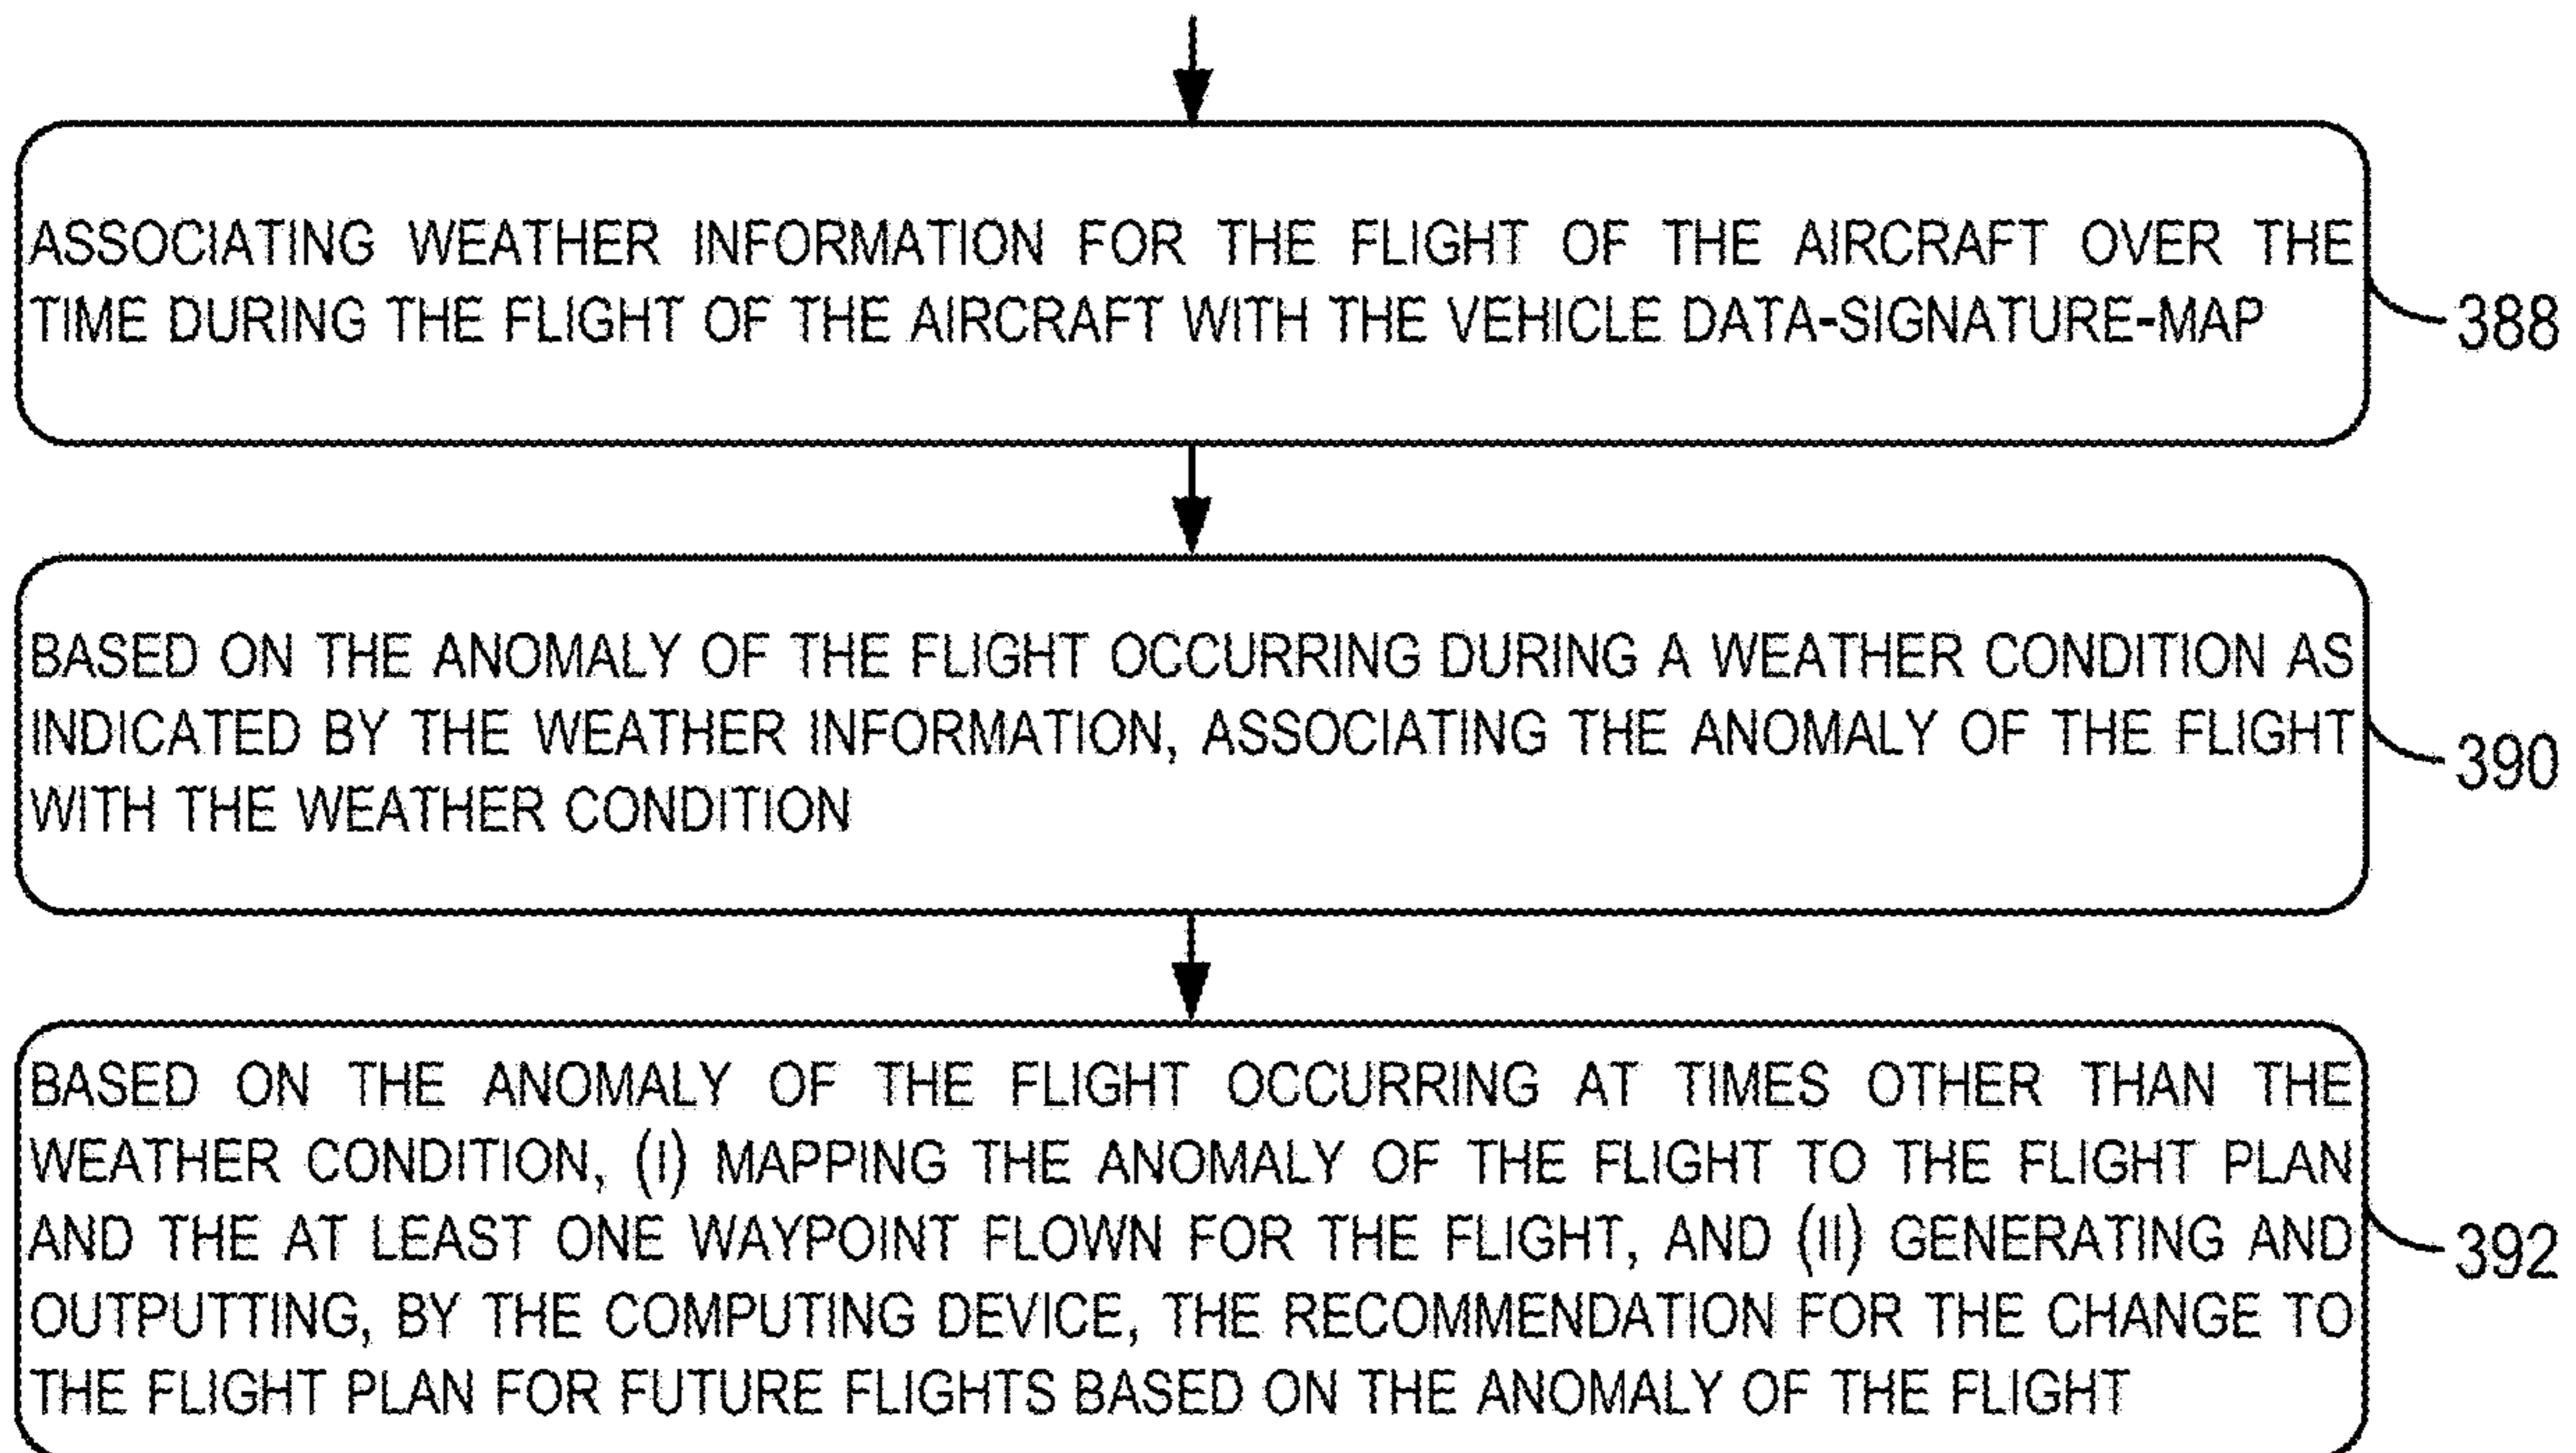 ASSOCIATING WEATHER INFORMATION FOR THE FLIGHT OF THE AIRCRAFT OVER THE
TIME DURING THE FLIGHT OF THE AIRCRAFT WITH THE VEHICLE DATA-SIGNATURE-MAP
388
BASED ON THE ANOMALY OF THE FLIGHT OCCURRING DURING A WEATHER CONDITION AS
INDICATED BY THE WEATHER INFORMATION, ASSOCIATING THE ANOMALY OF THE FLIGHT
WITH THE WEATHER CONDITION
390
BASED ON THE ANOMALY OF THE FLIGHT OCCURRING AT TIMES OTHER THAN THE
WEATHER CONDITION, (I) MAPPING THE ANOMALY OF THE FLIGHT TO THE FLIGHT PLAN
AND THE AT LEAST ONE WAYPOINT FLOWN FOR THE FLIGHT, AND (II) GENERATING AND
OUTPUTTING, BY THE COMPUTING DEVICE, THE RECOMMENDATION FOR THE CHANGE TO
THE FLIGHT PLAN FOR FUTURE FLIGHTS BASED ON THE ANOMALY OF THE FLIGHT
392